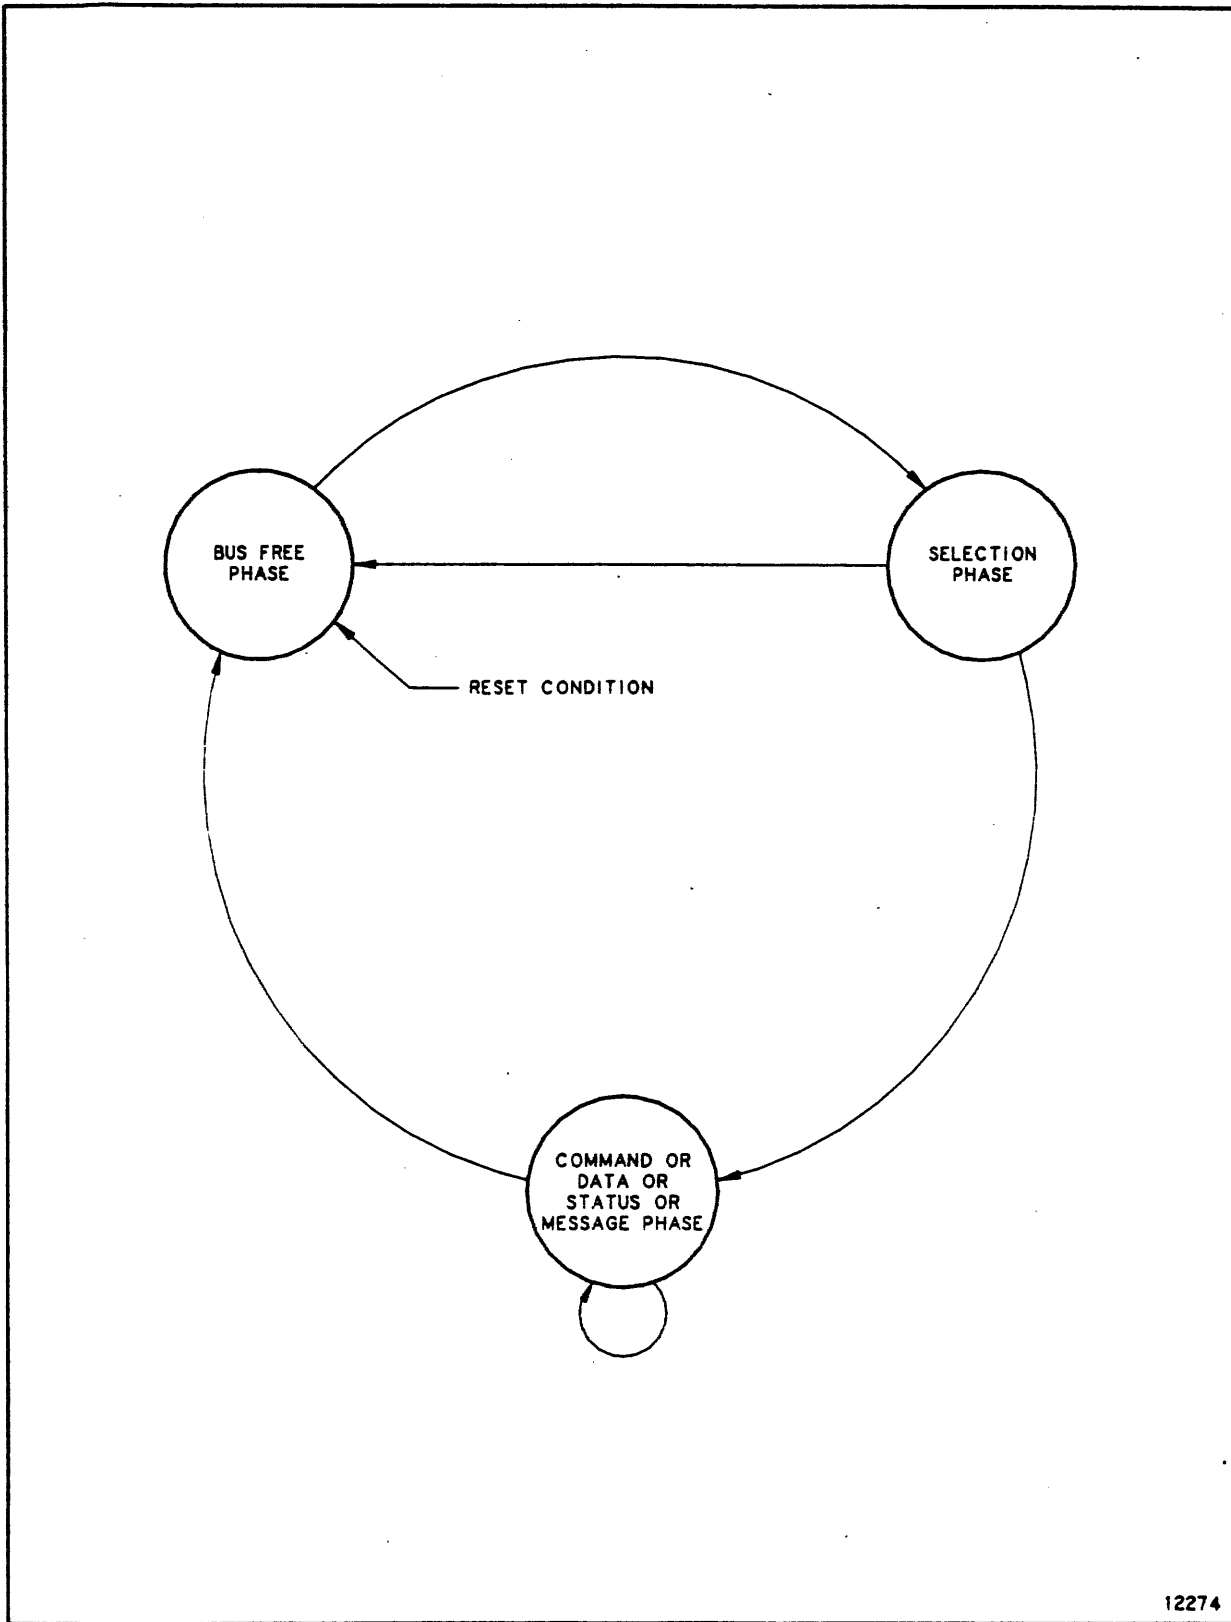 BUS FREE
PHASE
SELECTION
PHASE
RESET CONDITION
COMMAND OR
DATA OR
STATUS OR
MESSAGE PHASE
12274